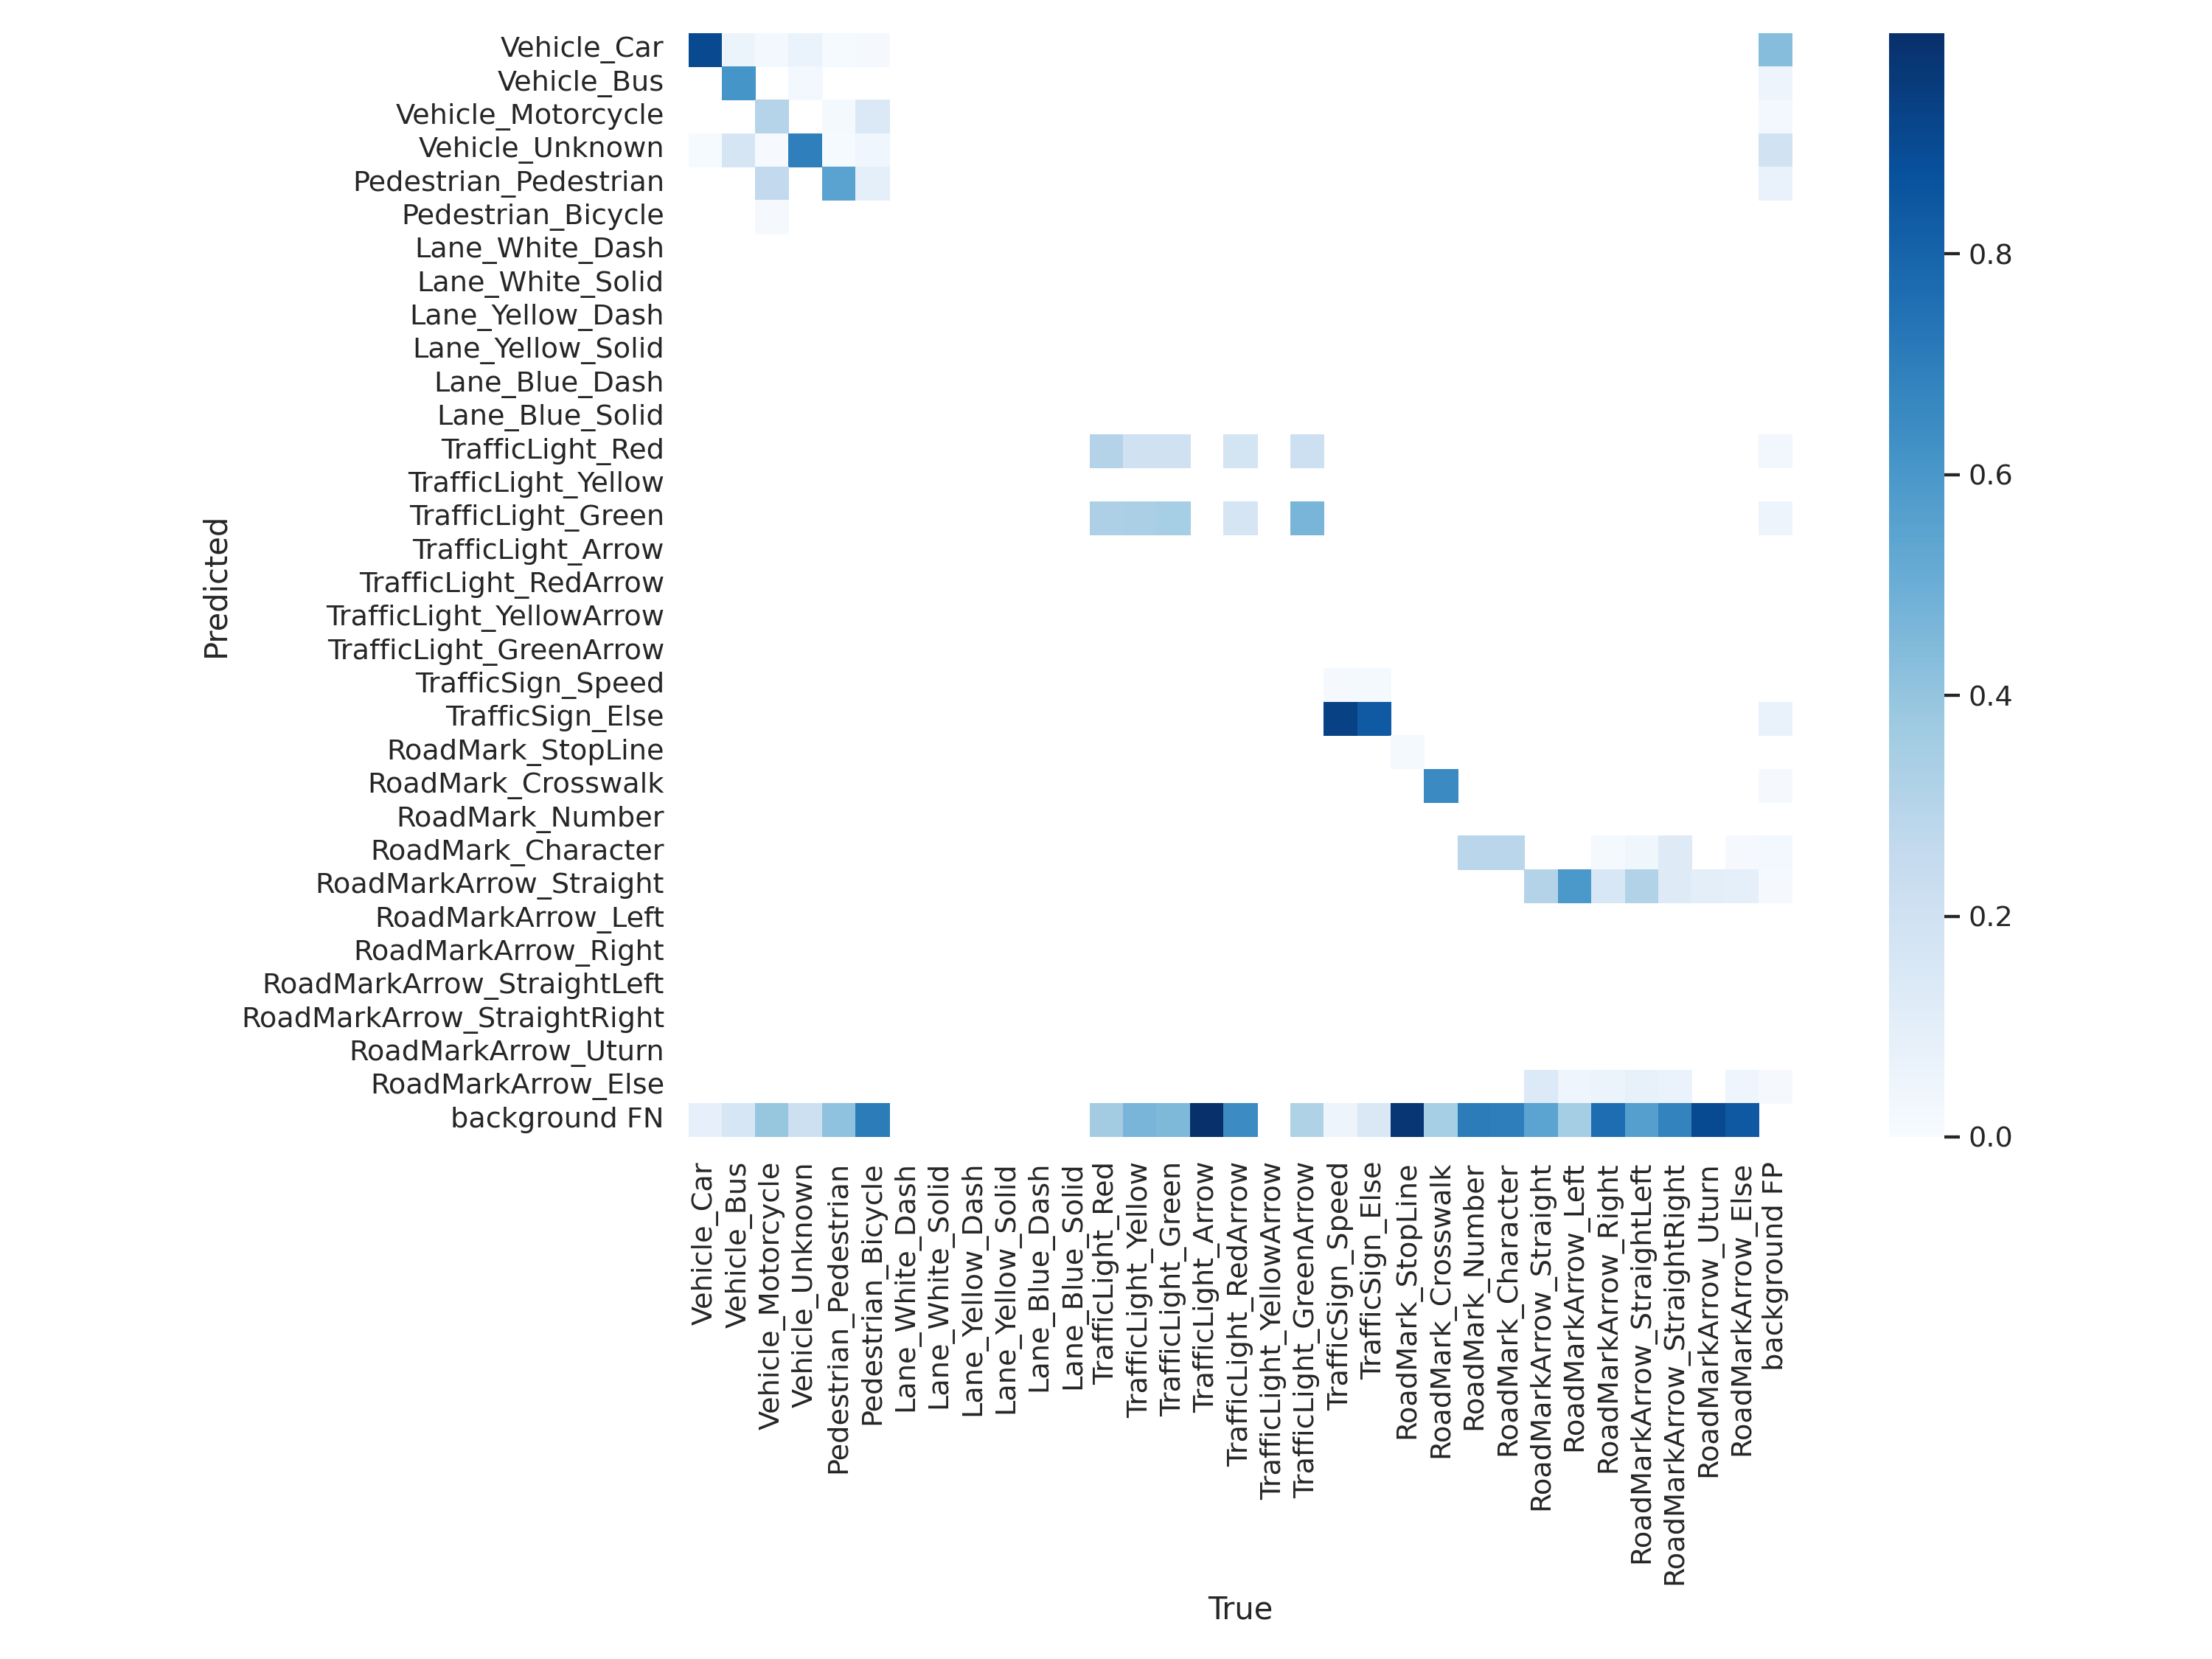 Vehicle_Car
Vehicle_Bus
Vehicle_Motorcycle
Vehicle_Unknown
Pedestrian_Pedestrian
Pedestrian_Bicycle
Lane_White_Dash
Lane_White_Solid
Lane_Yellow_Dash
Lane_Yellow_Solid
Lane_Blue_Dash
Lane_Blue_Solid
TrafficLight_Red
TrafficLight_Yellow
TrafficLight_Green
TrafficLight_Arrow
TrafficLight_RedArrow
TrafficLight_YellowArrow
TrafficLight_GreenArrow
TrafficSign_Speed
TrafficSign_Else
RoadMark_StopLine
RoadMark_Crosswalk
RoadMark_Number
RoadMark_Character
RoadMarkArrow_Straight
RoadMarkArrow_Left
RoadMarkArrow_Right
RoadMarkArrow_StraightLeft
RoadMarkArrow_StraightRight
RoadMarkArrow_Uturn
RoadMarkArrow_Else
background FN
Predicted
Vehicle_Car
Vehicle_Bus
Vehicle_Motorcycle
Vehicle_Unknown
Pedestrian_Pedestrian
Pedestrian_Bicycle
Lane_White_Dash
Lane_White_Solid
Lane_Yellow_Dash
Lane_Yellow_Solid
Lane_Blue_Dash
Lane_Blue_Solid
TrafficLight_Red
TrafficLight_Yellow
TrafficLight_Green
TrafficLight_Arrow
TrafficLight_RedArrow
TrafficLight_YellowArrow
TrafficLight_GreenArrow
TrafficSign_Speed
TrafficSign_Else
RoadMark_StopLine
RoadMark_Crosswalk
RoadMark_Number
RoadMark_Character
RoadMarkArrow_Straight
RoadMarkArrow_Left
RoadMarkArrow_Right
RoadMarkArrow_StraightLeft
RoadMarkArrow_StraightRight
RoadMarkArrow_Uturn
RoadMarkArrow_Else
background FP
True
0.8
0.6
0.4
0.2
0.0